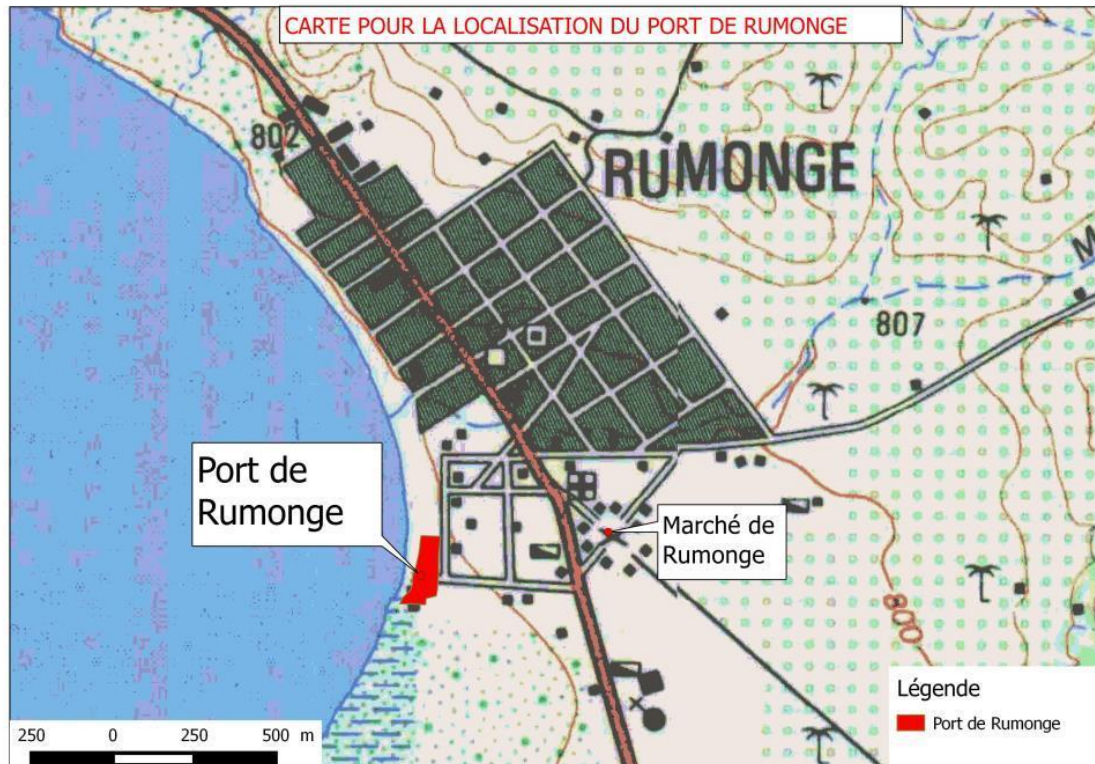 CARTE POUR LA LOCALISATION DU PORT DE RUMONGE
802
RUMONGE
M
807
Port de
Rumonge
Marché de
Rumonge
800
Légende
Port de Rumonge
250 0 250 500 m